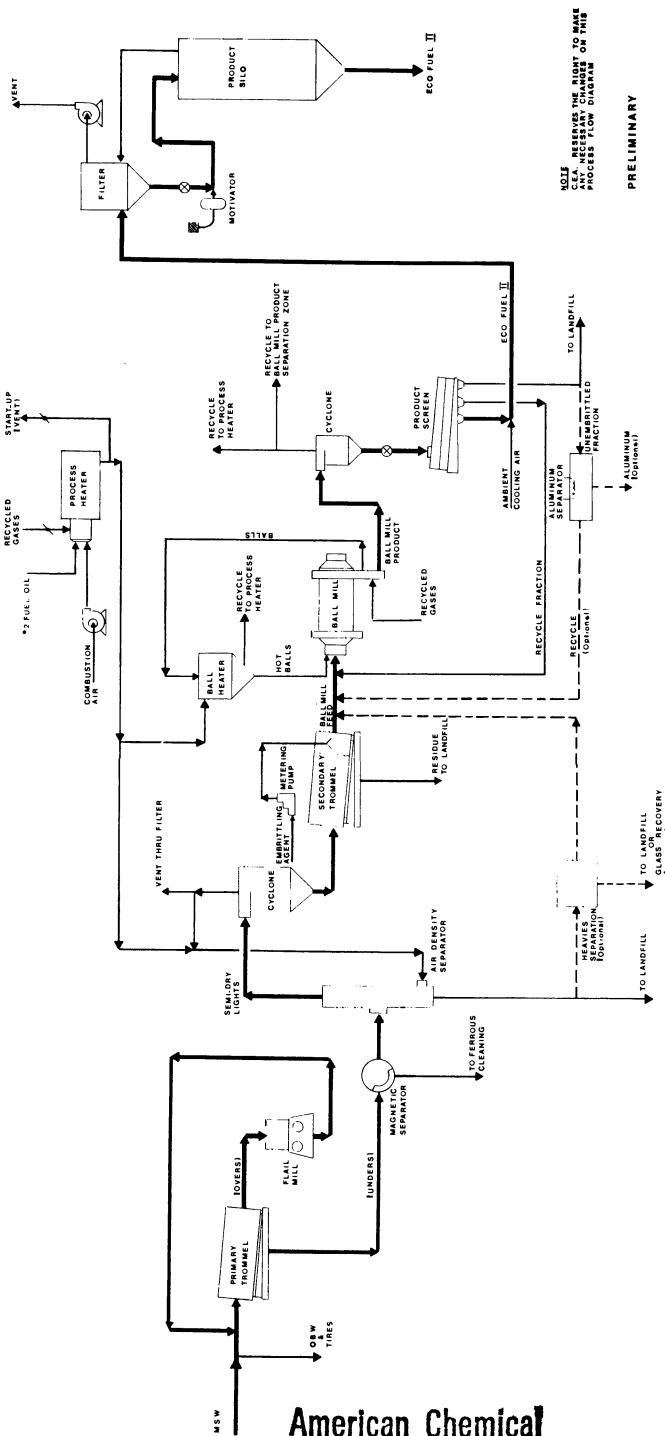 MSW
OBW
&
TIRES
PRIMARY
TROMMEL
(OVERS)
FLAIL
MILL
(UNDERS)
MAGNETIC
SEPARATOR
TO FERROUS
CLEANING
SEMI-DRY
LIGHTS
AIR DENSITY
SEPARATOR
TO LANDFILL
HEAVIES
SEPARATION
(Optional)
TO LANDFILL
OR
GLASS RECOVERY
VENT THRU FILTER
CYCLONE
EMBRITTLING
AGENT
METERING
PUMP
SECONDARY
TROMMEL
RESIDUE
TO LANDFILL
BALL MILL
FEED
COMBUSTION
AIR
#2 FUEL OIL
RECYCLED
GASES
PROCESS
HEATER
START-UP
(VENT)
BALL
HEATER
RECYCLE
TO PROCESS
HEATER
HOT
BALLS
BALLS
BALL MILL
RECYCLED
GASES
BALL MILL
PRODUCT
RECYCLE FRACTION
RECYCLE
(Optional)
RECYCLE
TO PROCESS
HEATER
RECYCLE TO
BALL MILL PRODUCT
SEPARATION ZONE
CYCLONE
PRODUCT
SCREEN
AMBIENT
COOLING AIR
ECO FUEL II
ALUMINUM
SEPARATOR
TO LANDFILL
UNEMBRITTLED
FRACTION
ALUMINUM
(Optional)
VENT
FILTER
MOTIVATOR
PRODUCT
SILO
ECO FUEL II
NOTE
C.E.A. RESERVES THE RIGHT TO MAKE
ANY NECESSARY CHANGES ON THIS
PROCESS FLOW DIAGRAM
PRELIMINARY
American Chemical